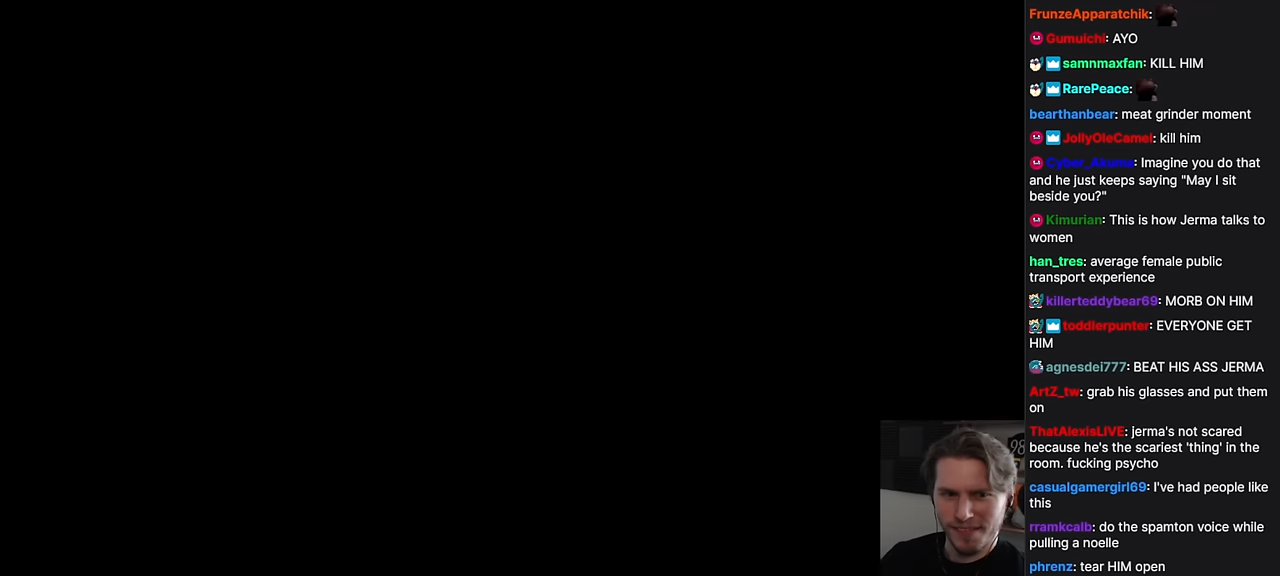 FrunzeApparatchik:
Gumuichi: AYO
samnmaxfan: KILL HIM
RarePeace:
bearthanbear: meat grinder moment
JollyOleCamel: kill him
Cyber_Akuma: Imagine you do that
and he just keeps saying "May I sit
beside you?"
Kimurian: This is how Jerma talks to
women
han_tres: average female public
transport experience
killerteddybear69: MORB ON HIM
toddlerpunter: EVERYONE GET
HIM
agnesdei777: BEAT HIS ASS JERMA
ArtZ_tw: grab his glasses and put them
on
ThatAlexisLIVE: jerma's not scared
because he's the scariest 'thing' in the
room. fucking psycho
casualgamergirl69: I've had people like
this
rramkcalb: do the spamton voice while
pulling a noelle
phrenz: tear HIM open
98